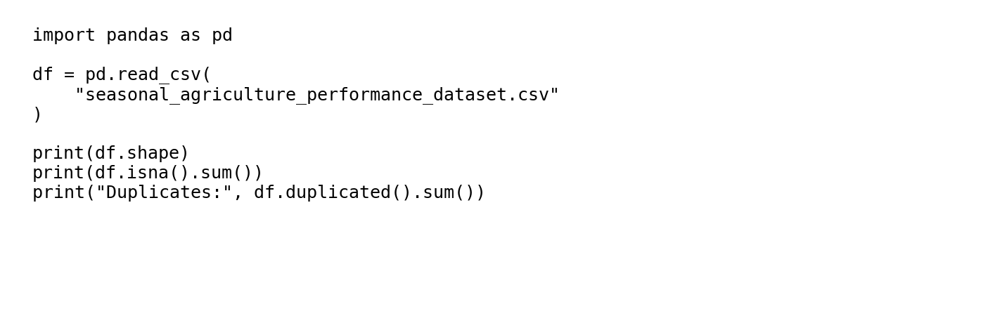 import pandas as pd
df = pd.read_csv(
    "seasonal_agriculture_performance_dataset.csv"
)
print(df.shape)
print(df.isna().sum())
print("Duplicates:", df.duplicated().sum())